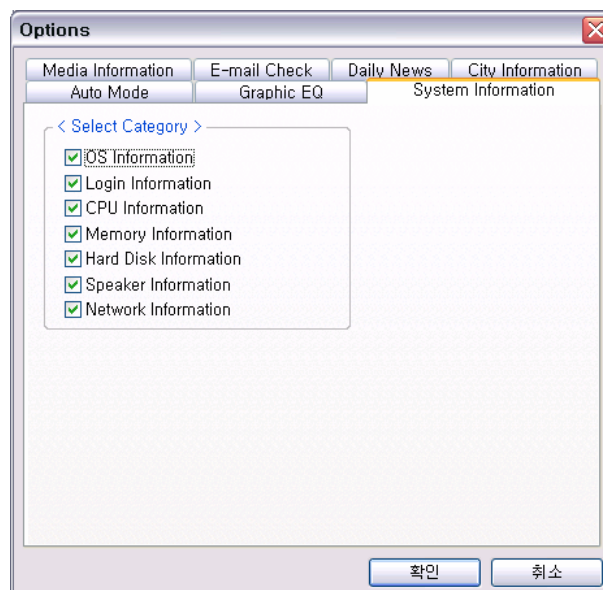 Options
Media Information E-mail Check Daily News City Information
Auto Mode Graphic EQ System Information
< Select Category >
OS Information
Login Information
CPU Information
Memory Information
Hard Disk Information
Speaker Information
Network Information
확인 취소